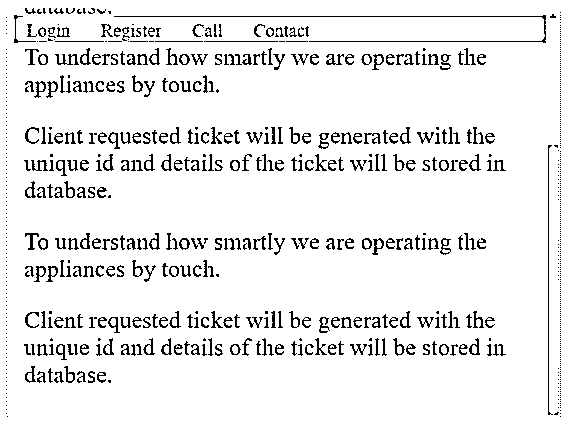 database.
Login Register Call Contact
To understand how smartly we are operating the
appliances by touch.
Client requested ticket will be generated with the
unique id and details of the ticket will be stored in
database.
To understand how smartly we are operating the
appliances by touch.
Client requested ticket will be generated with the
unique id and details of the ticket will be stored in
database.